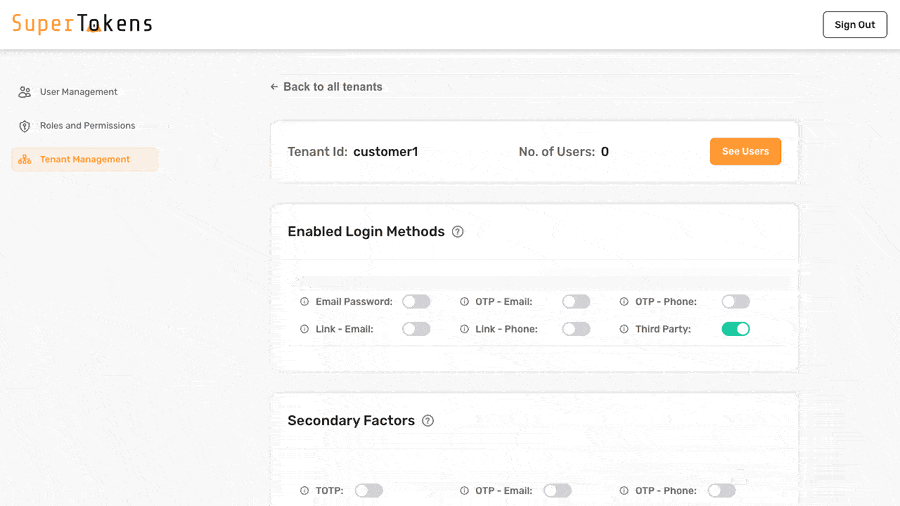 SuperTokens
Sign Out
User Management
Roles and Permissions
Tenant Management
← Back to all tenants
Tenant Id: customer1
No. of Users: 0
See Users
Enabled Login Methods
Email Password:
OTP - Email:
OTP - Phone:
Link - Email:
Link - Phone:
Third Party:
Secondary Factors
TOTP:
OTP - Email:
OTP - Phone: